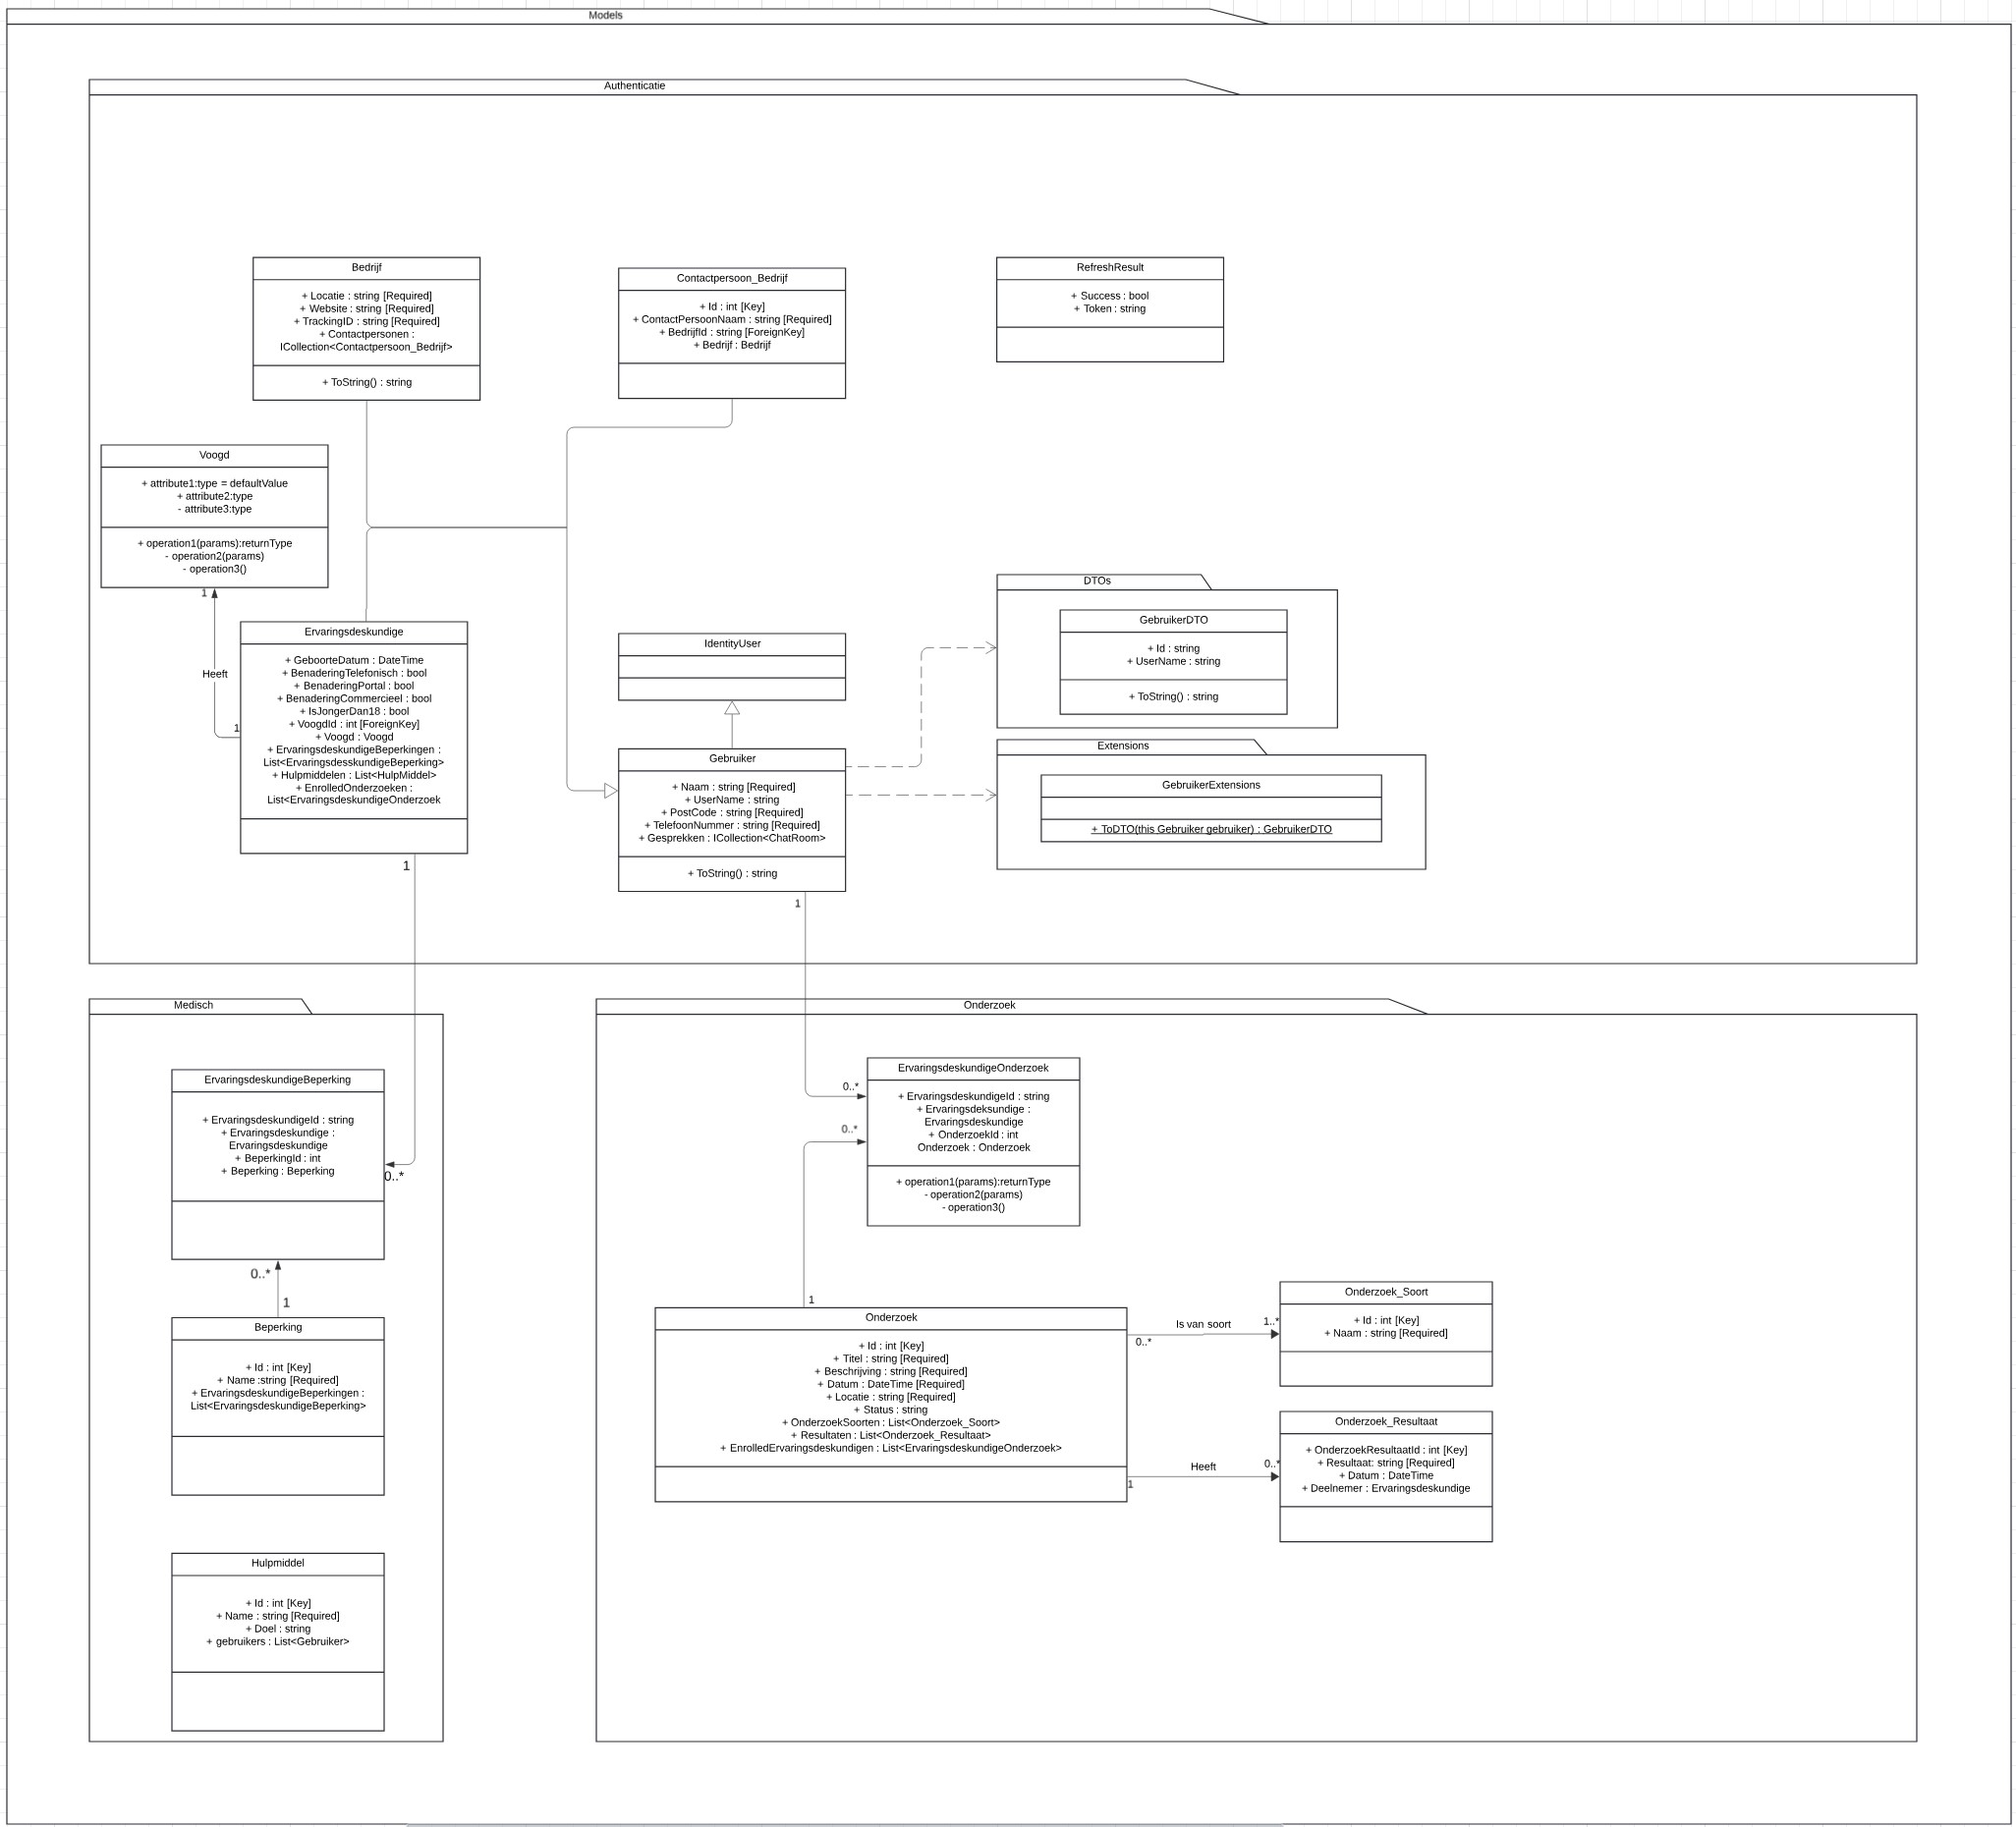 Models
Authenticatie
Bedrijf
+ Locatie : string [Required]
+ Website : string [Required]
+ TrackingID : string [Required]
+ Contactpersonen :
ICollection<Contactpersoon_Bedrijf>
+ ToString() : string
Contactpersoon_Bedrijf
+ Id : int [Key]
+ ContactPersoonNaam : string [Required]
+ BedrijfId : string [ForeignKey]
+ Bedrijf : Bedrijf
RefreshResult
+ Success : bool
+ Token : string
Voogd
+ attribute1:type = defaultValue
+ attribute2:type
- attribute3:type
+ operation1(params):returnType
- operation2(params)
- operation3()
1
Heeft
1
Ervaringsdeskundige
+ GeboorteDatum : DateTime
+ BenaderingTelefonisch : bool
+ BenaderingPortal : bool
+ BenaderingCommercieel : bool
+ IsJongerDan18 : bool
+ VoogdId : int [ForeignKey]
+ Voogd : Voogd
+ ErvaringsdeskundigeBeperkingen :
List<ErvaringsdesskundigeBeperking>
+ Hulpmiddelen : List<HulpMiddel>
+ EnrolledOnderzoeken :
List<ErvaringsdeskundigeOnderzoek
1
IdentityUser
Gebruiker
+ Naam : string [Required]
+ UserName : string
+ PostCode : string [Required]
+ TelefoonNummer : string [Required]
+ Gesprekken : ICollection<ChatRoom>
+ ToString() : string
1
DTOs
GebruikerDTO
+ Id : string
+ UserName : string
+ ToString() : string
Extensions
GebruikerExtensions
+ ToDTO(this Gebruiker gebruiker) : GebruikerDTO
Medisch
ErvaringsdeskundigeBeperking
+ ErvaringsdeskundigeId : string
+ Ervaringsdeskundige :
Ervaringsdeskundige
+ BeperkingId : int
+ Beperking : Beperking
0..*
0..*
1
Beperking
+ Id : int [Key]
+ Name :string [Required]
+ ErvaringsdeskundigeBeperkingen :
List<ErvaringsdeskundigeBeperking>
Hulpmiddel
+ Id : int [Key]
+ Name : string [Required]
+ Doel : string
+ gebruikers : List<Gebruiker>
Onderzoek
ErvaringsdeskundigeOnderzoek
+ ErvaringsdeskundigeId : string
+ Ervaringsdeksundige :
Ervaringsdeskundige
+ OnderzoekId : int
Onderzoek : Onderzoek
+ operation1(params):returnType
- operation2(params)
- operation3()
0..*
0..*
1
Onderzoek
+ Id : int [Key]
+ Titel : string [Required]
+ Beschrijving : string [Required]
+ Datum : DateTime [Required]
+ Locatie : string [Required]
+ Status : string
+ OnderzoekSoorten : List<Onderzoek_Soort>
+ Resultaten : List<Onderzoek_Resultaat>
+ EnrolledErvaringsdeskundigen : List<ErvaringsdeskundigeOnderzoek>
Is van soort
1..*
0..*
Onderzoek_Soort
+ Id : int [Key]
+ Naam : string [Required]
Heeft
0..*
1
Onderzoek_Resultaat
+ OnderzoekResultaatId : int [Key]
+ Resultaat: string [Required]
+ Datum : DateTime
+ Deelnemer : Ervaringsdeskundige